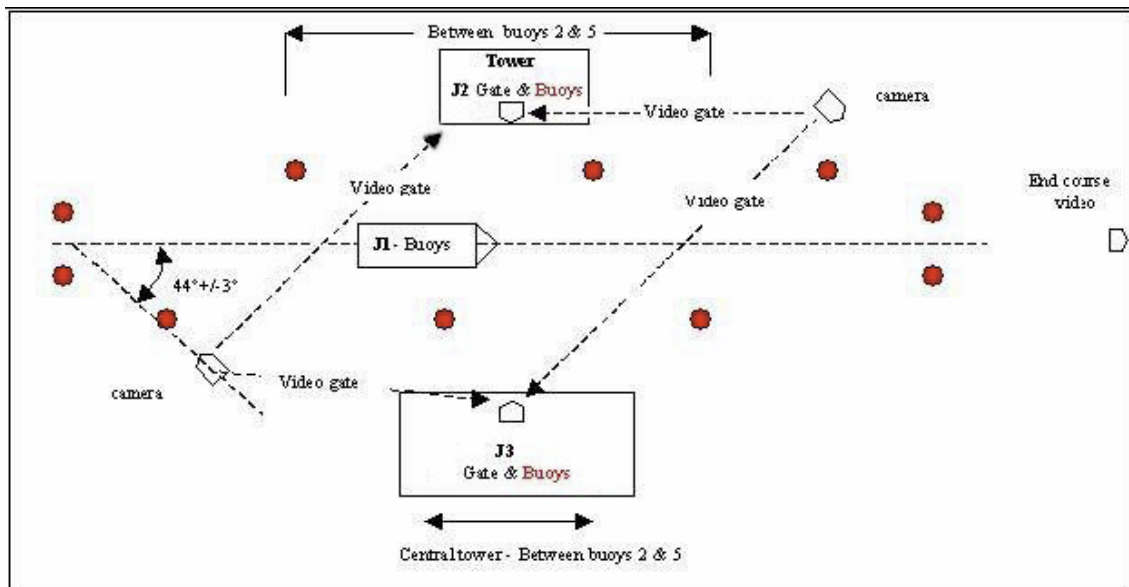 Between buoys 2 & 5
Tower
J2 Gate & Buoys
Video gate
camera
Video gate
Video gate
End course
video
J1 - Buoys
44°+/-3°
Video gate
camera
J3
Gate & Buoys
Central tower - Between buoys 2 & 5